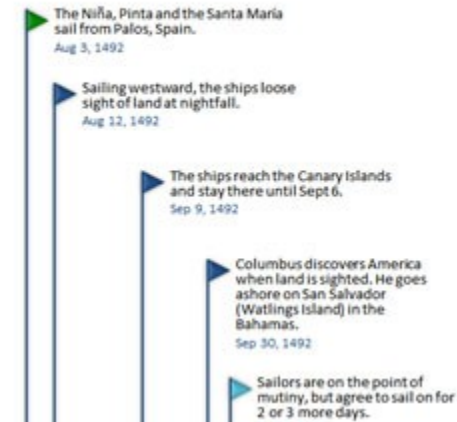 The Niña, Pinta and the Santa María
sail from Palos, Spain.
Aug 3, 1492
Sailing westward, the ships loose
sight of land at nightfall.
Aug 12, 1492
The ships reach the Canary Islands
and stay there until Sept 6.
Sep 9, 1492
Columbus discovers America
when land is sighted. He goes
ashore on San Salvador
(Watlings Island) in the
Bahamas.
Sep 30, 1492
Sailors are on the point of
mutiny, but agree to sail on for
2 or 3 more days.